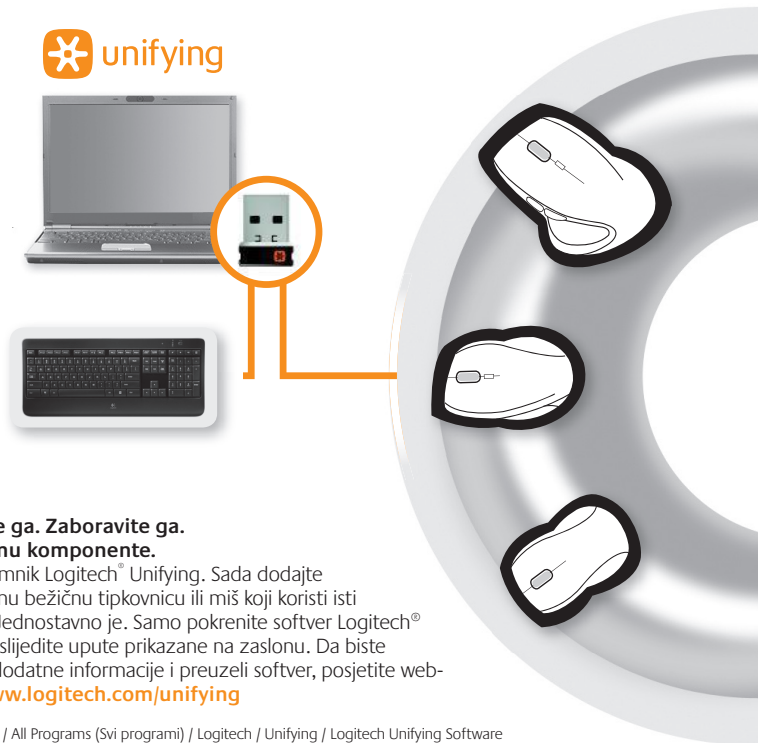 unifying
e ga. Zaboravite ga.
nu komponente.
mnik Logitech® Unifying. Sada dodajte
nu bežičnu tipkovnicu ili miš koji koristi isti
Jednostavno je. Samo pokrenite softver Logitech®
slijedite upute prikazane na zaslonu. Da biste
dodatne informacije i preuzeli softver, posjetite web-
ww.logitech.com/unifying
/ All Programs (Svi programi) / Logitech / Unifying / Logitech Unifying Software